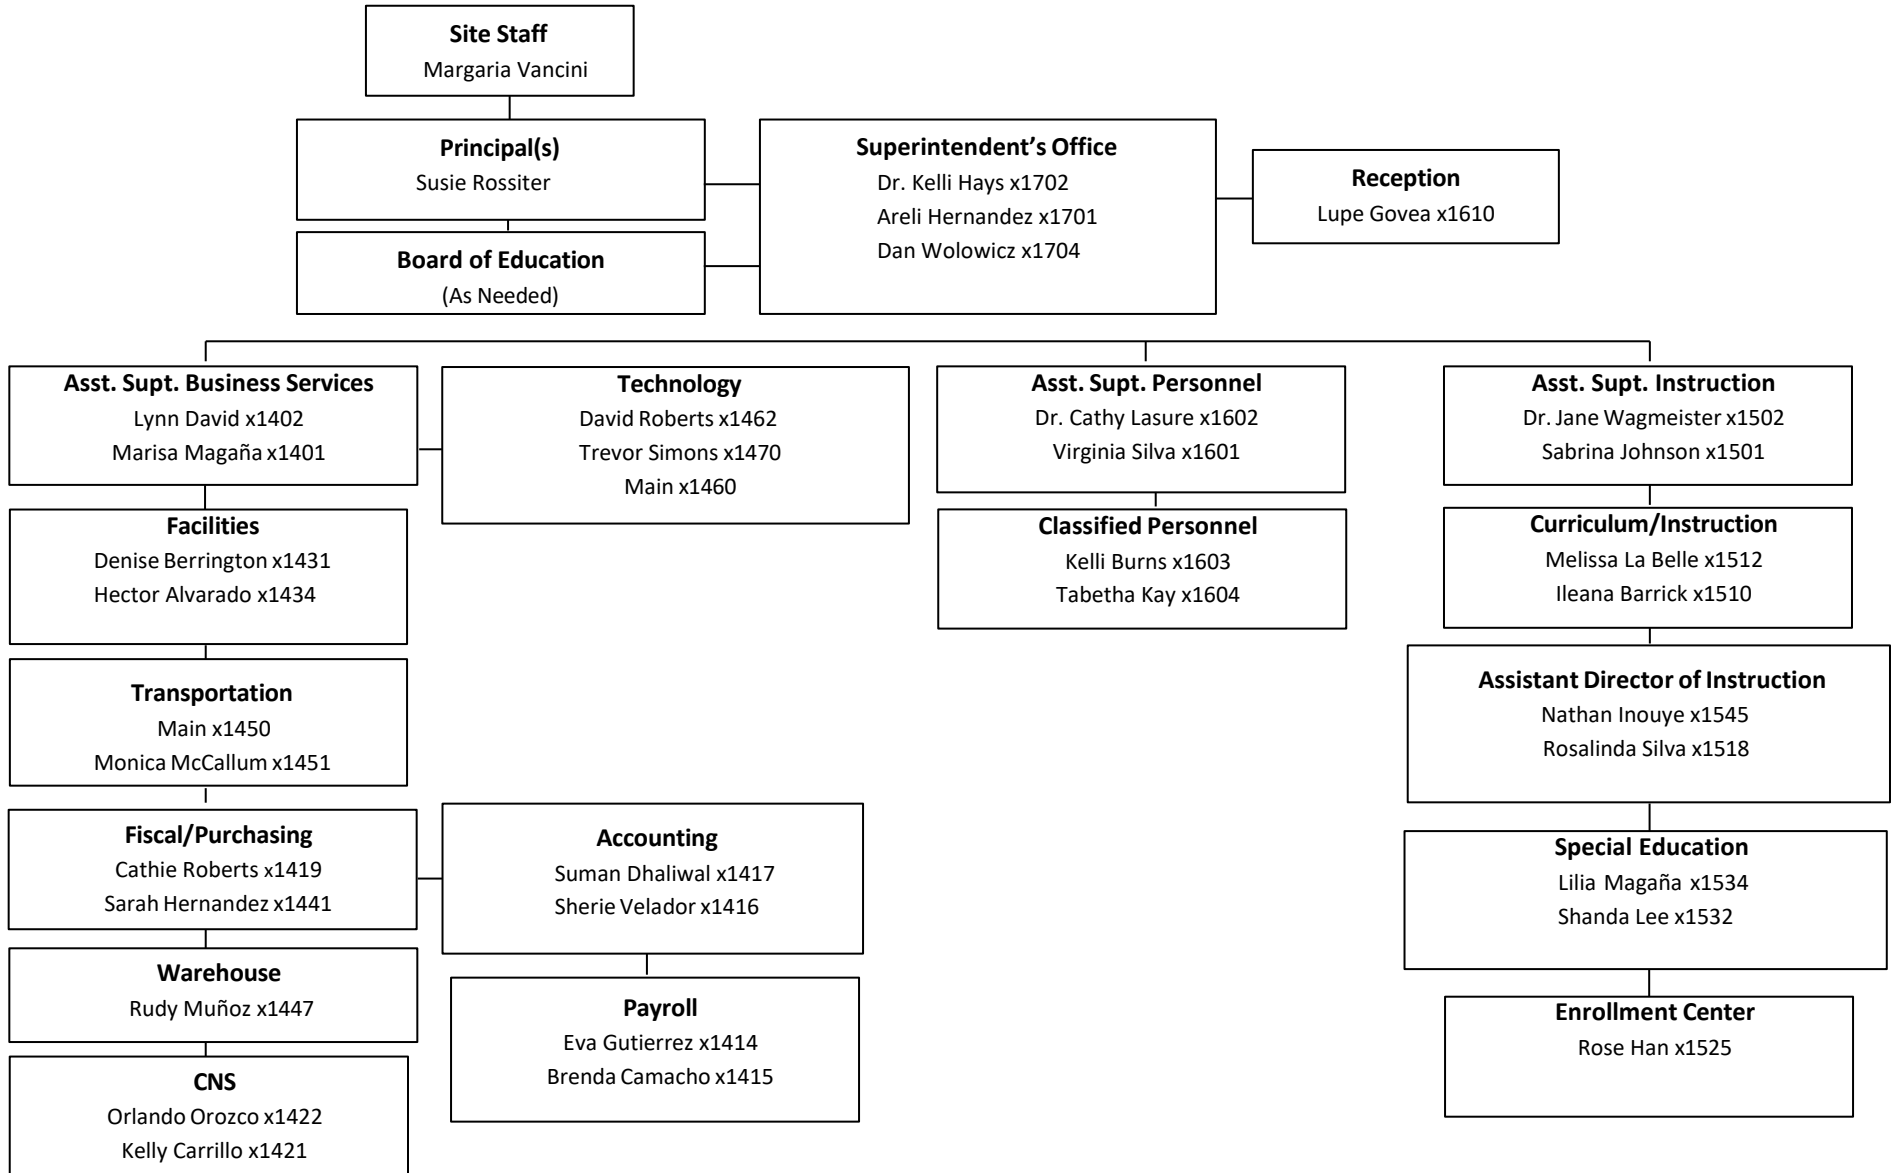 Site Staff
Margaria Vancini
Principal(s)
Susie Rossiter
Superintendent’s Office
Dr. Kelli Hays x1702
Areli Hernandez x1701
Dan Wolowicz x1704
Reception
Lupe Govea x1610
Board of Education
(As Needed)
Asst. Supt. Business Services
Lynn David x1402
Marisa Magaña x1401
Technology
David Roberts x1462
Trevor Simons x1470
Main x1460
Asst. Supt. Personnel
Dr. Cathy Lasure x1602
Virginia Silva x1601
Asst. Supt. Instruction
Dr. Jane Wagmeister x1502
Sabrina Johnson x1501
Facilities
Denise Berrington x1431
Hector Alvarado x1434
Classified Personnel
Kelli Burns x1603
Tabetha Kay x1604
Curriculum/Instruction
Melissa La Belle x1512
Ileana Barrick x1510
Transportation
Main x1450
Monica McCallum x1451
Assistant Director of Instruction
Nathan Inouye x1545
Rosalinda Silva x1518
Fiscal/Purchasing
Cathie Roberts x1419
Sarah Hernandez x1441
Accounting
Suman Dhaliwal x1417
Sherie Velador x1416
Special Education
Lilia Magaña x1534
Shanda Lee x1532
Warehouse
Rudy Muñoz x1447
Payroll
Eva Gutierrez x1414
Brenda Camacho x1415
Enrollment Center
Rose Han x1525
CNS
Orlando Orozco x1422
Kelly Carrillo x1421